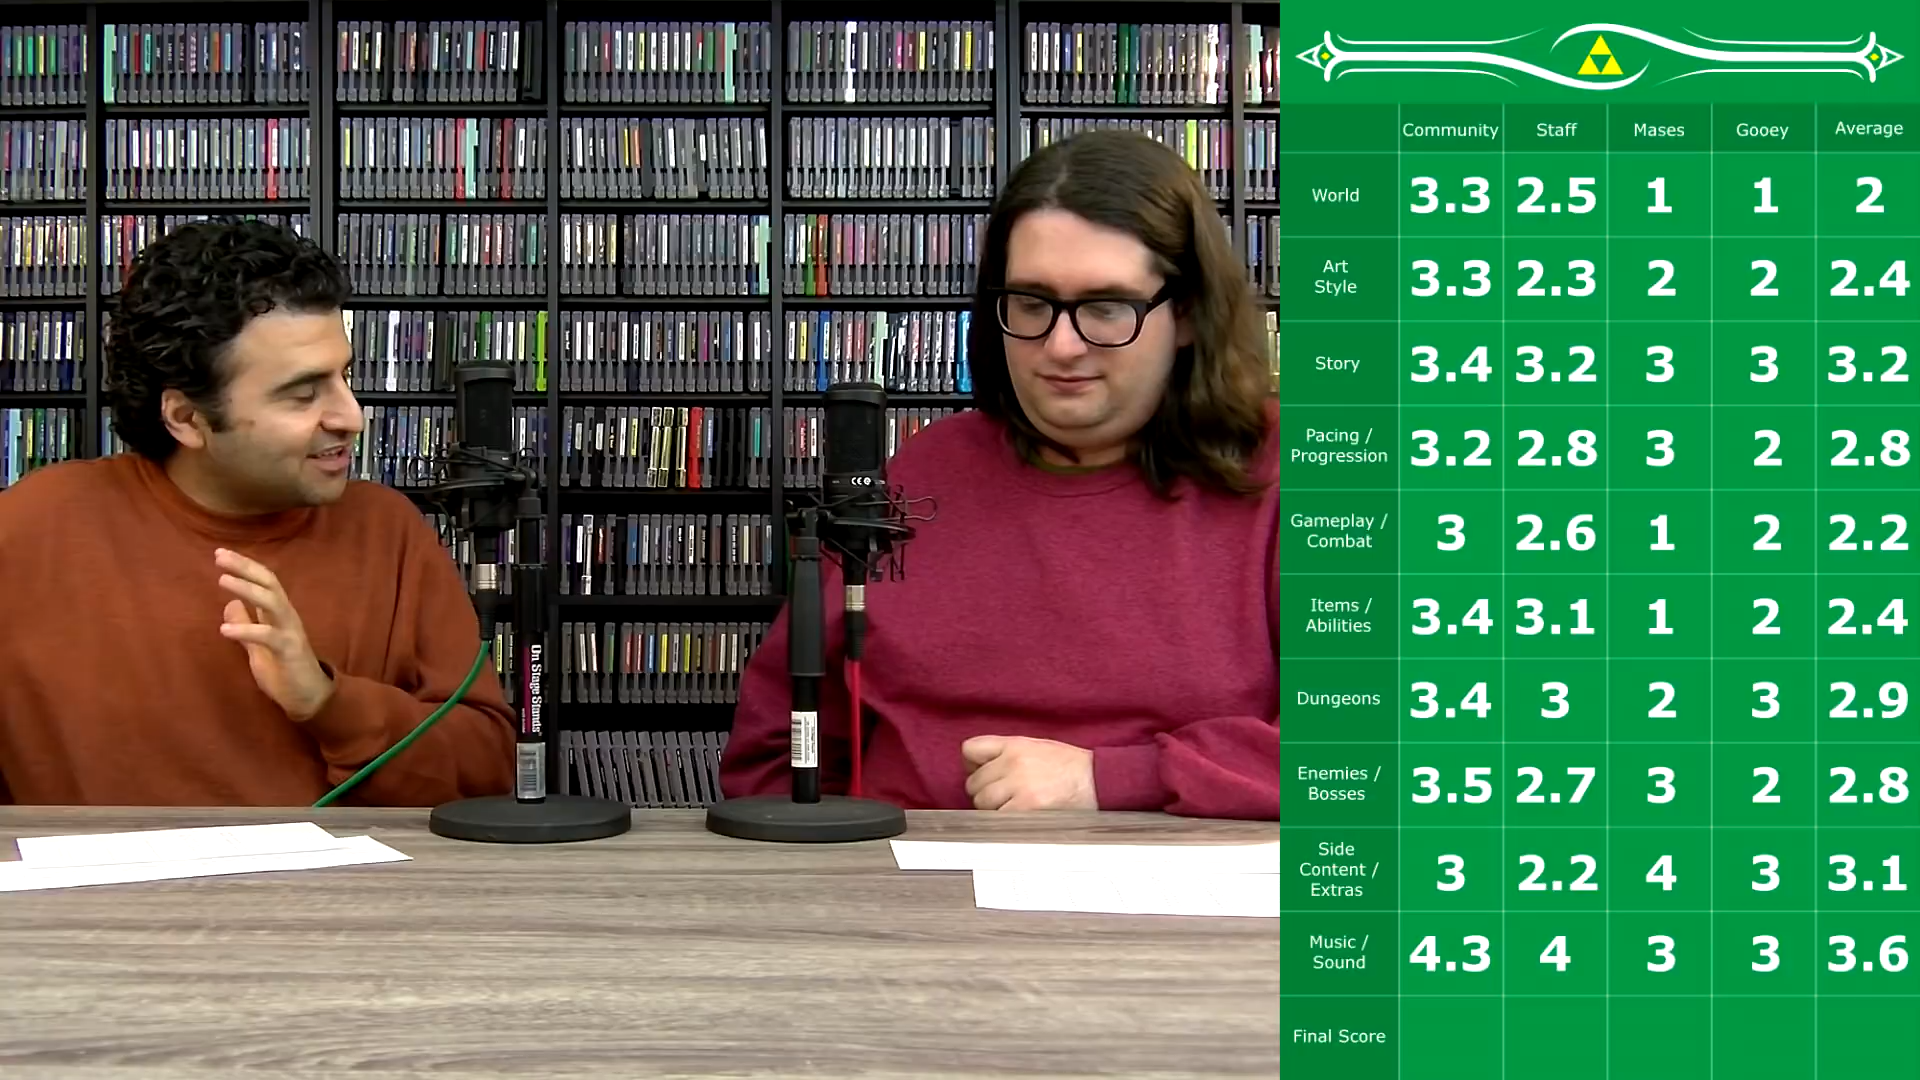 Community Staff Mases Gooey Average
World 3.3 2.5 1 1 2
Art
Style 3.3 2.3 2 2 2.4
Story 3.4 3.2 3 3 3.2
Pacing /
Progression 3.2 2.8 3 2 2.8
Gameplay /
Combat 3 2.6 1 2 2.2
Items /
Abilities 3.4 3.1 1 2 2.4
Dungeons 3.4 3 2 3 2.9
Enemies /
Bosses 3.5 2.7 3 2 2.8
Side
Content /
Extras 3 2.2 4 3 3.1
Music /
Sound 4.3 4 3 3 3.6
Final Score
On Stage Stands
CE